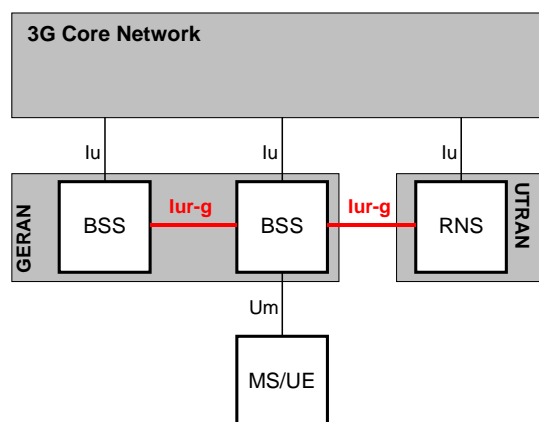 3G Core Network
Iu
Iu
Iu
GERAN
BSS
Iur-g
BSS
Iur-g
RNS
UTRAN
Um
MS/UE